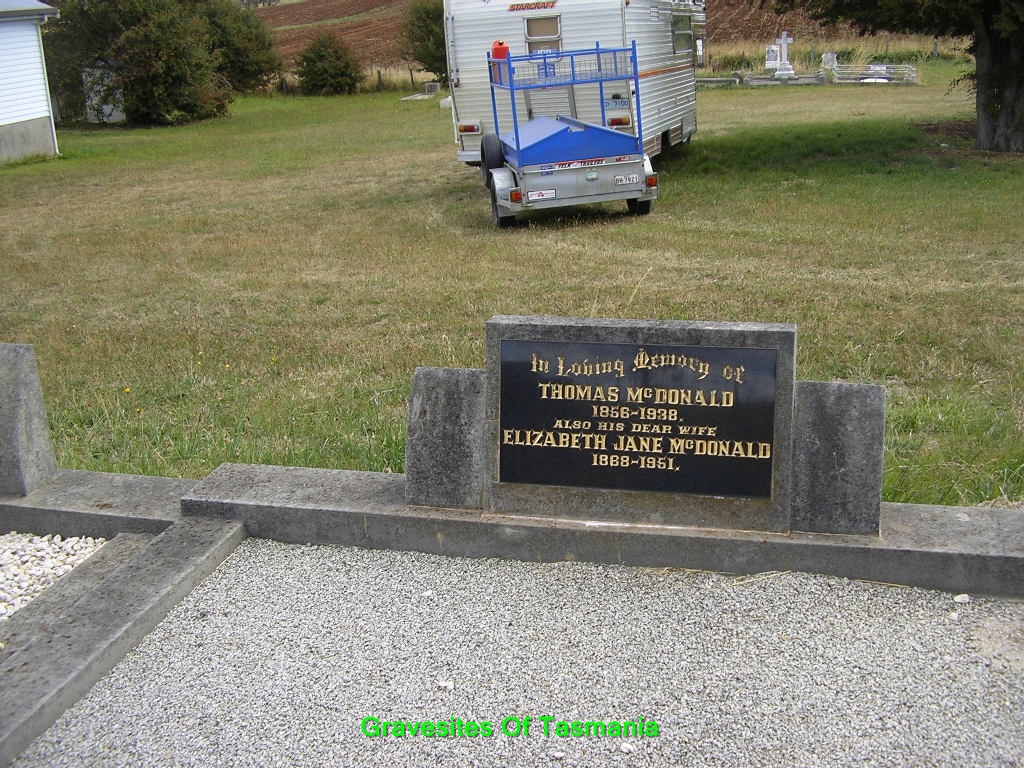 STARCRAFT
TRAILERS
In Loving Memory of
THOMAS McDONALD
1856-1938.
ALSO HIS DEAR WIFE
ELIZABETH JANE McDONALD
1868-1951.
Gravesites Of Tasmania